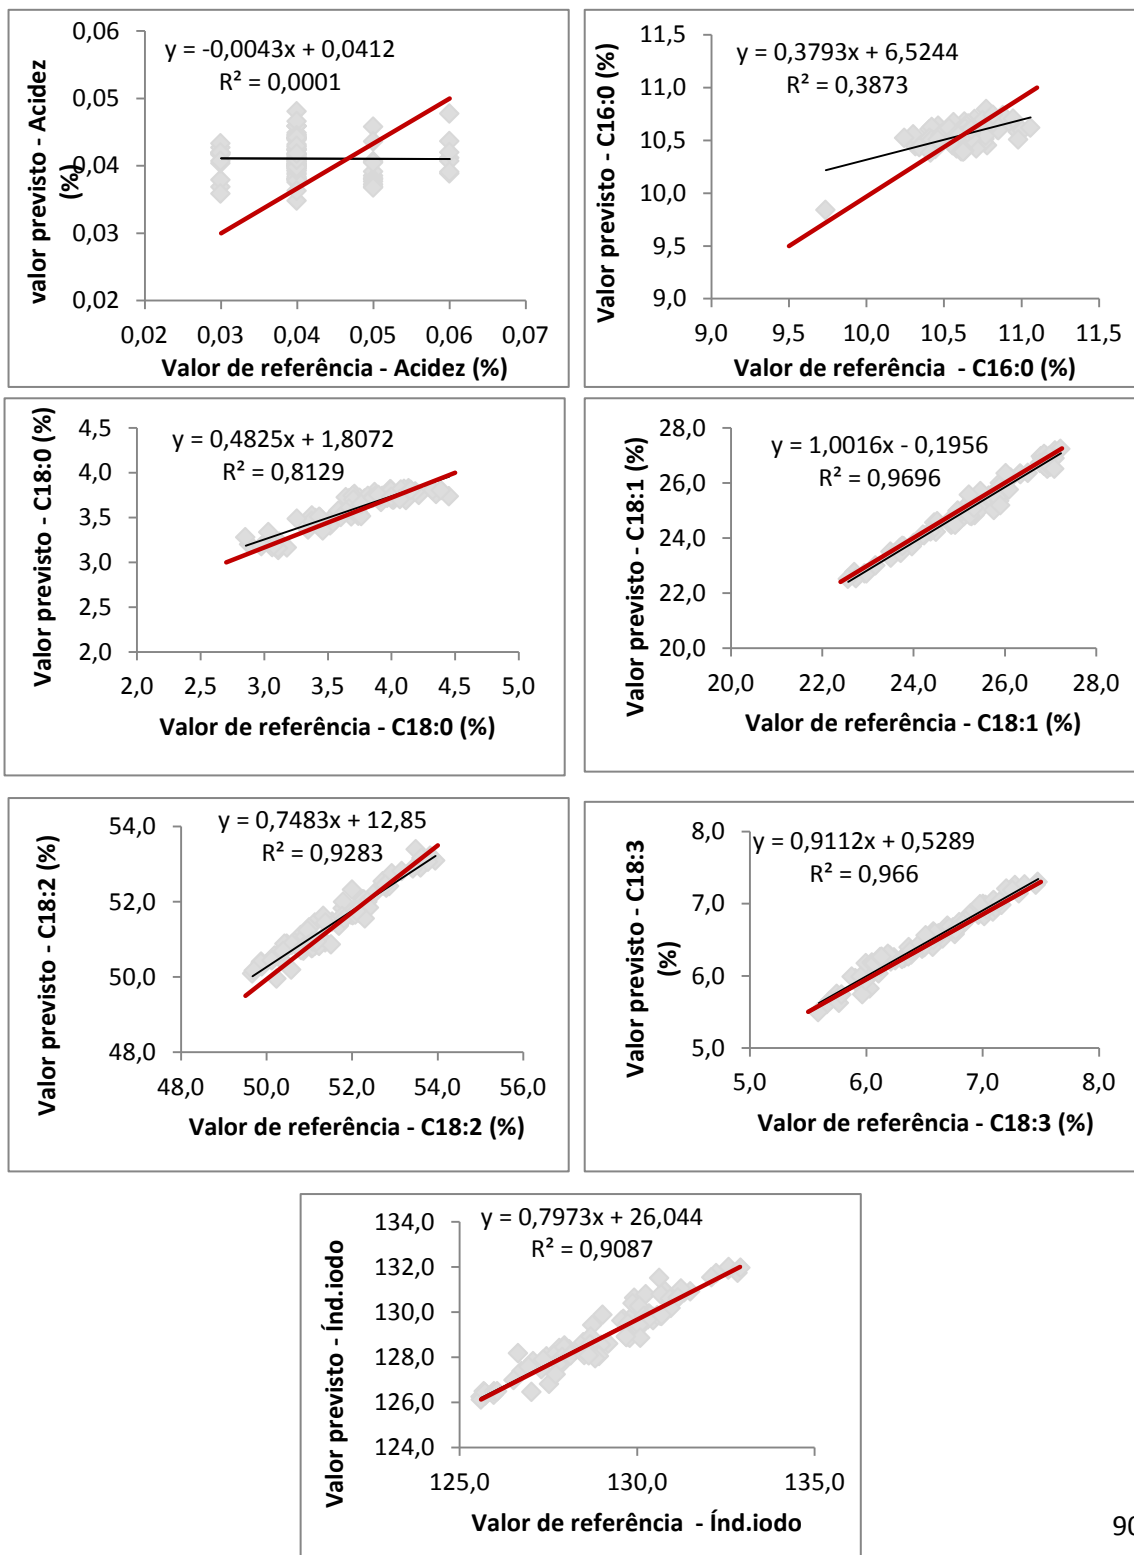 y = -0,0043x + 0,0412
R² = 0,0001
0,06
0,05
0,04
0,03
0,02
0,02 0,03 0,04 0,05 0,06 0,07
valor previsto - Acidez
(%)
Valor de referência - Acidez (%)
y = 0,3793x + 6,5244
R² = 0,3873
11,5
11,0
10,5
10,0
9,5
9,0
9,0 9,5 10,0 10,5 11,0 11,5
Valor previsto - C16:0 (%)
Valor de referência - C16:0 (%)
y = 0,4825x + 1,8072
R² = 0,8129
4,5
4,0
3,5
3,0
2,5
2,0
2,0 2,5 3,0 3,5 4,0 4,5 5,0
Valor previsto - C18:0 (%)
Valor de referência - C18:0 (%)
y = 1,0016x - 0,1956
R² = 0,9696
28,0
26,0
24,0
22,0
20,0
20,0 22,0 24,0 26,0 28,0
Valor previsto - C18:1 (%)
Valor de referência - C18:1 (%)
y = 0,7483x + 12,85
R² = 0,9283
54,0
52,0
50,0
48,0
48,0 50,0 52,0 54,0 56,0
Valor previsto - C18:2 (%)
Valor de referência - C18:2 (%)
y = 0,9112x + 0,5289
R² = 0,966
8,0
7,0
6,0
5,0
5,0 6,0 7,0 8,0
Valor previsto - C18:3
(%)
Valor de referência - C18:3 (%)
y = 0,7973x + 26,044
R² = 0,9087
134,0
132,0
130,0
128,0
126,0
124,0
125,0 130,0 135,0
Valor previsto - Índ.iodo
Valor de referência - Índ.iodo
90